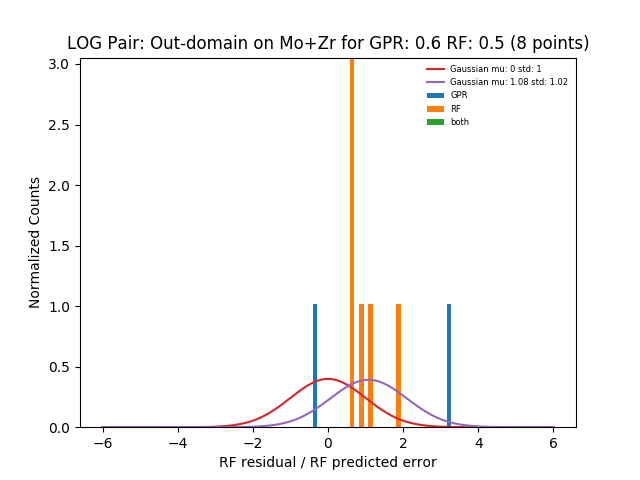 LOG Pair: Out-domain on Mo+Zr for GPR: 0.6 RF: 0.5 (8 points)
Gaussian mu: 0 std: 1
Gaussian mu: 1.08 std: 1.02
GPR
RF
both
Normalized Counts
3.0
2.5
2.0
1.5
1.0
0.5
0.0
−6 −4 −2 0 2 4 6
RF residual / RF predicted error